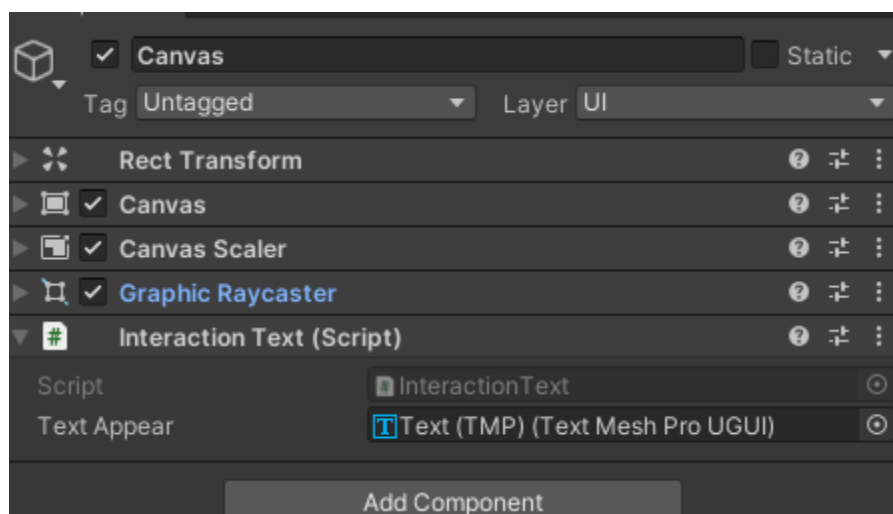 Canvas Static
Tag Untagged Layer UI
Rect Transform
Canvas
Canvas Scaler
Graphic Raycaster
# Interaction Text (Script)
Script # InteractionText
Text Appear T Text (TMP) (Text Mesh Pro UGUI)
Add Component